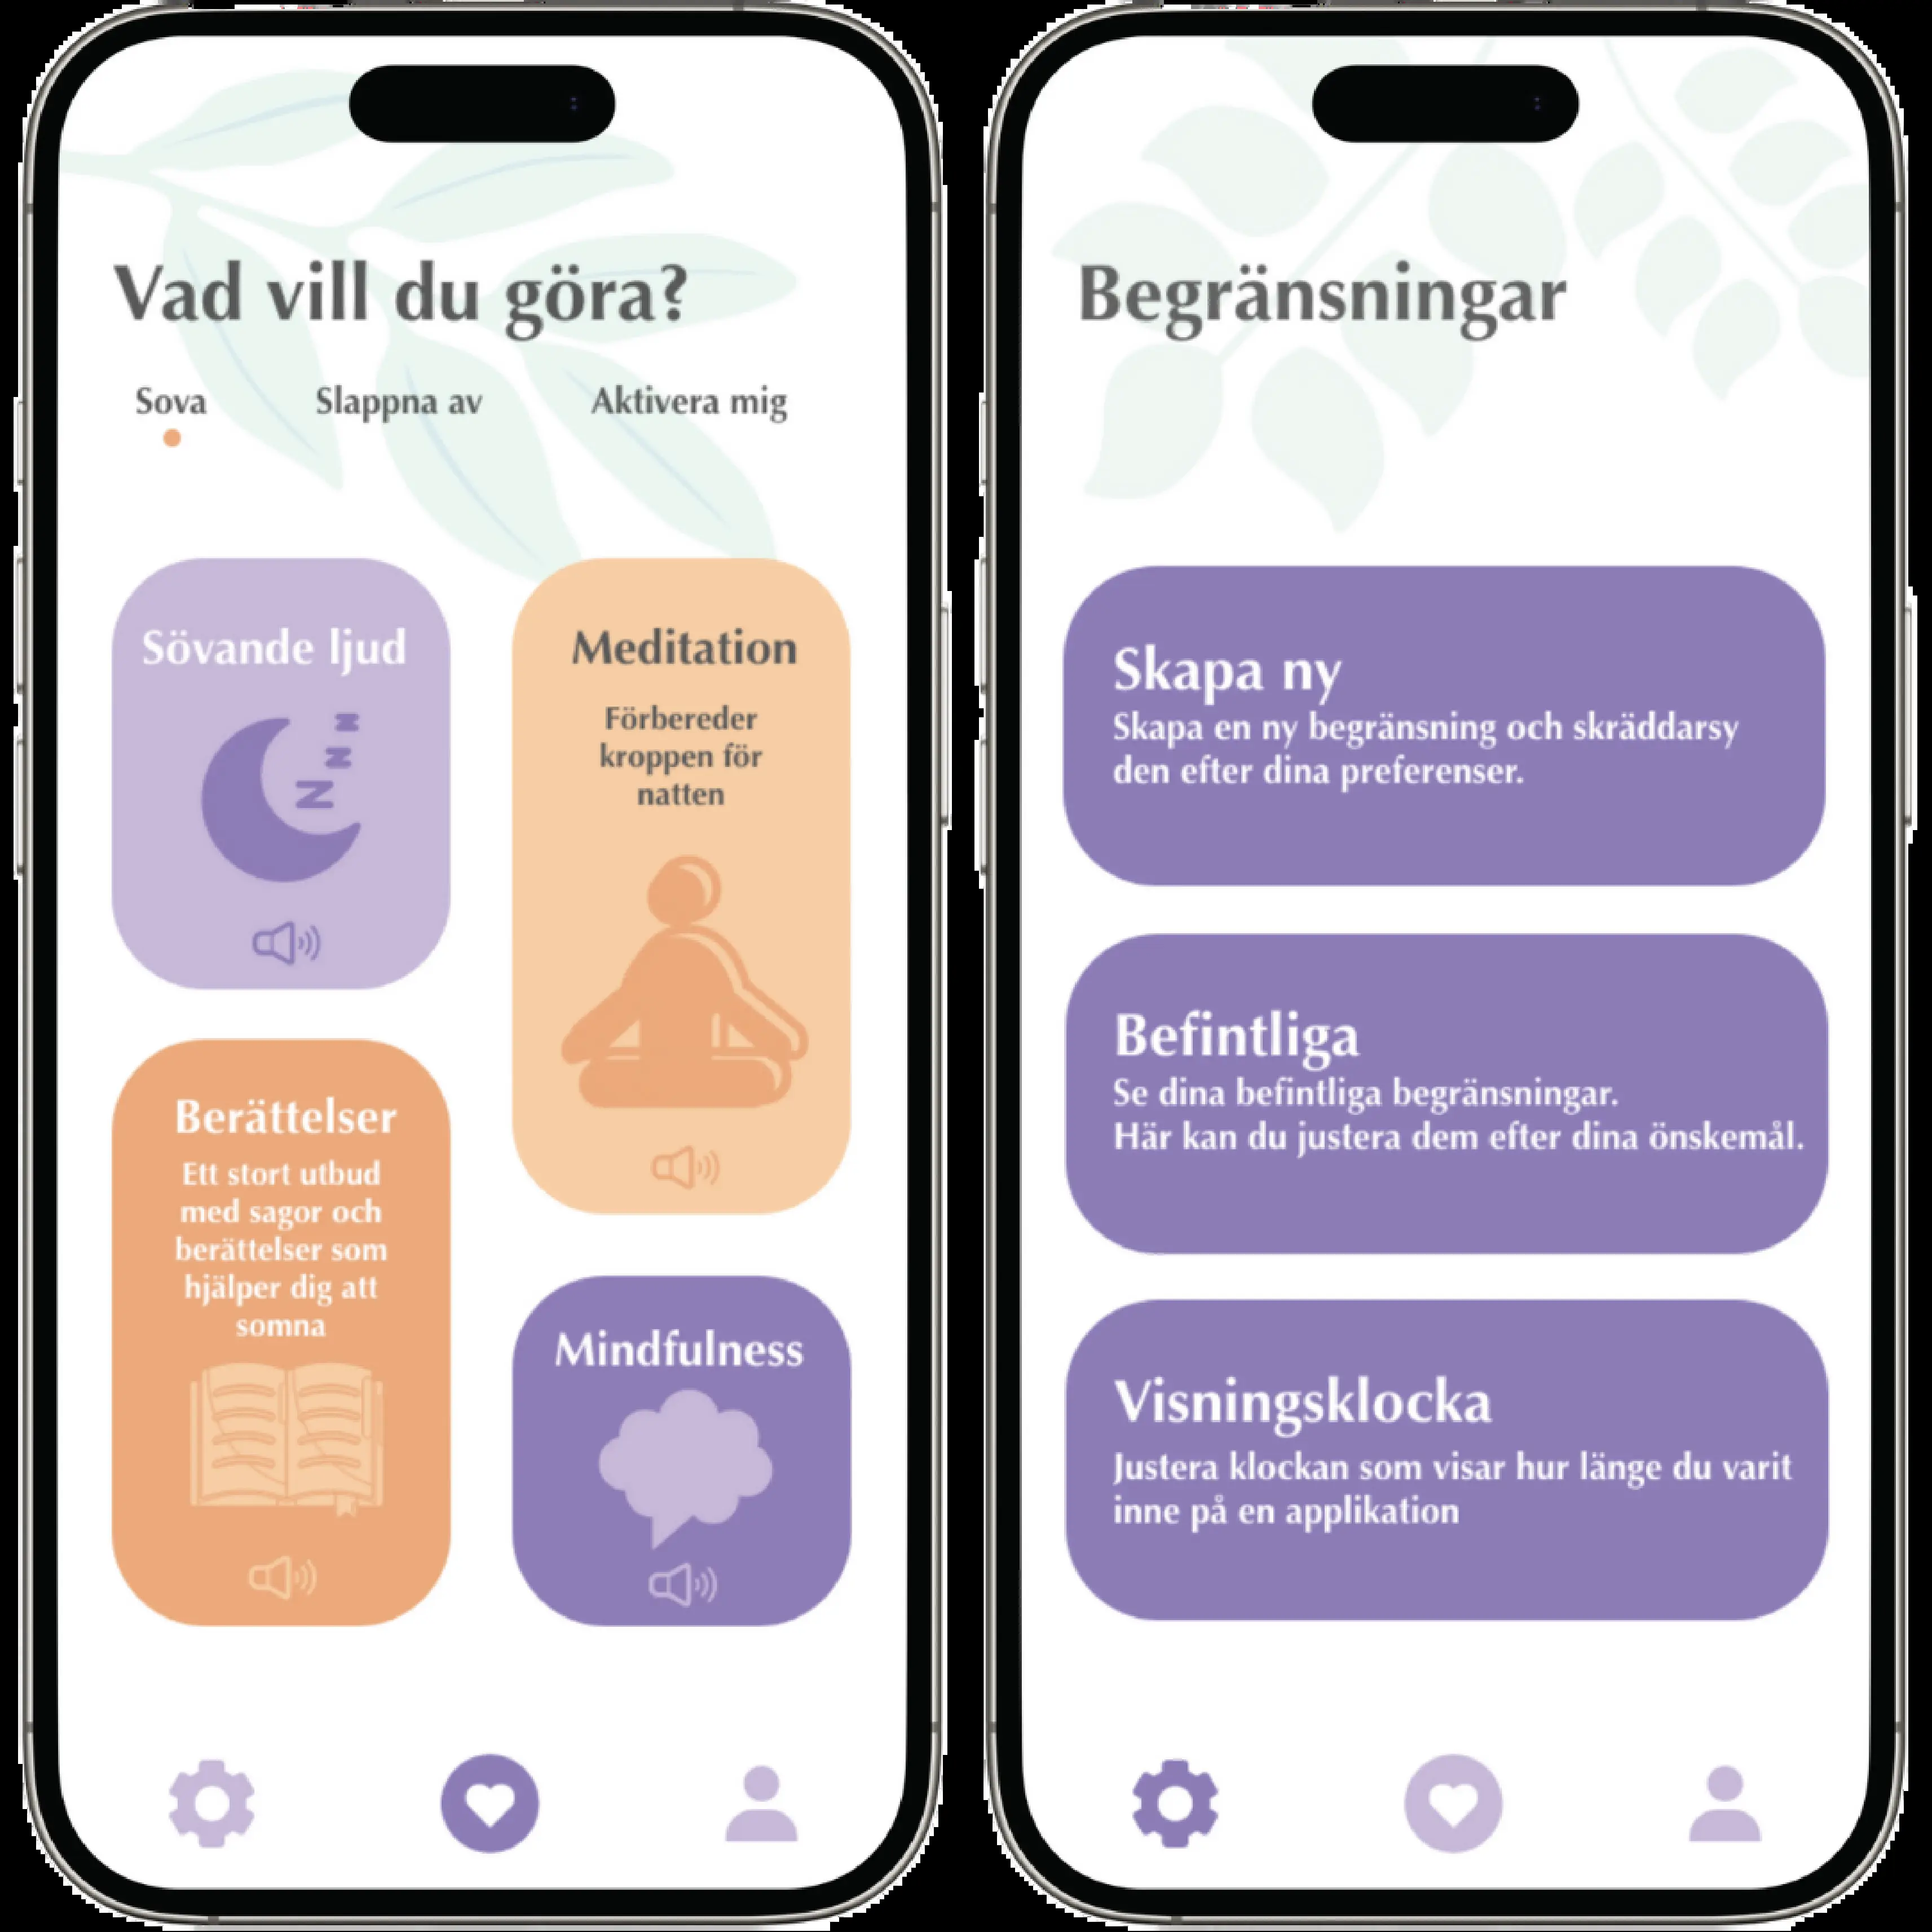 Vad vill du göra?
Sova
Slappna av
Aktivera mig
Sövande ljud
z z z
Meditation
Förbereder
kroppen för
natten
Berättelser
Ett stort utbud
med sagor och
berättelser som
hjälper dig att
somna
Mindfulness
Begränsningar
Skapa ny
Skapa en ny begränsning och skräddarsy
den efter dina preferenser.
Befintliga
Se dina befintliga begränsningar.
Här kan du justera dem efter dina önskemål.
Visningsklocka
Justera klockan som visar hur länge du varit
inne på en applikation